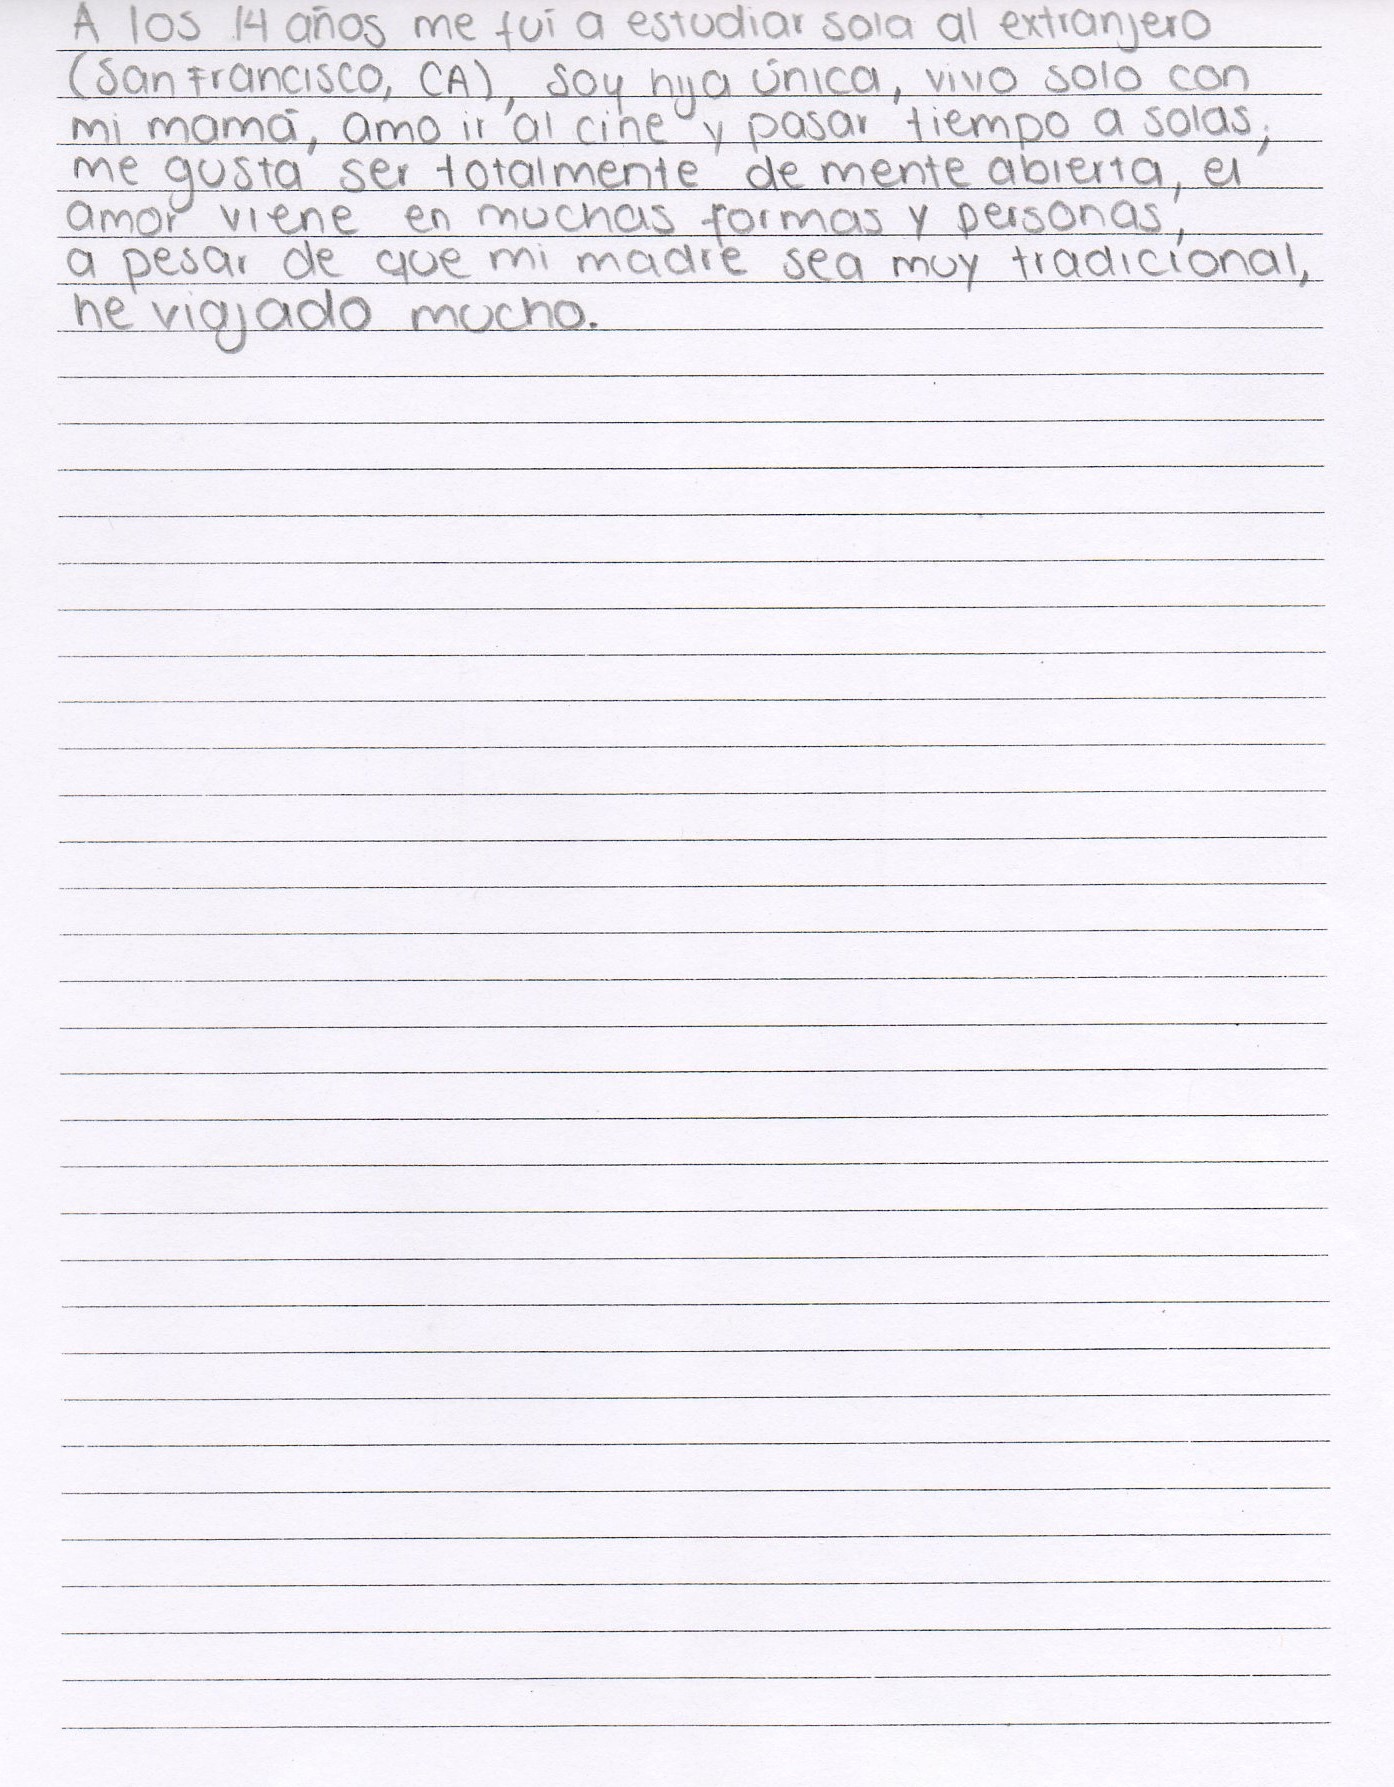 A los 14 años me fui a estudiar sola al extranjero
(San Francisco, CA), soy hija única, vivo solo con
mi mamá, amo ir al cine y pasar tiempo a solas,
me gusta ser totalmente de mente abierta, el
amor viene en muchas formas y personas,
a pesar de que mi madre sea muy tradicional,
he viajado mucho.